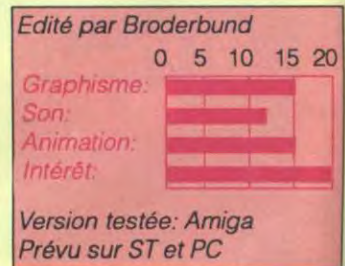 Edité par Broderbund
0 5 10 15 20
Graphisme:
Son:
Animation:
Intérêt:
Version testée: Amiga
Prévu sur ST et PC